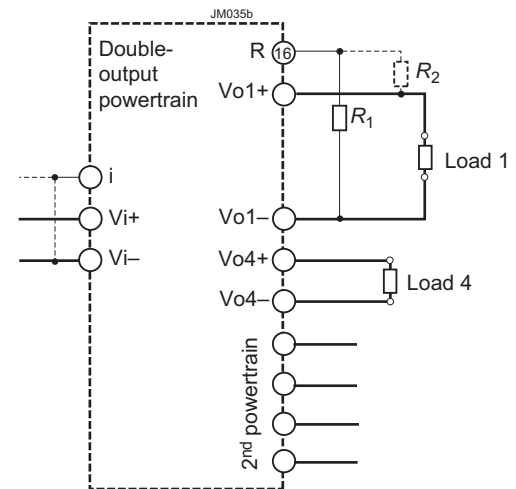 JM035b
Double-
output
powertrain
R
16
R2
Vo1+
R1
Load 1
i
Vi+
Vo1–
Vi–
Vo4+
Load 4
Vo4–
2nd powertrain